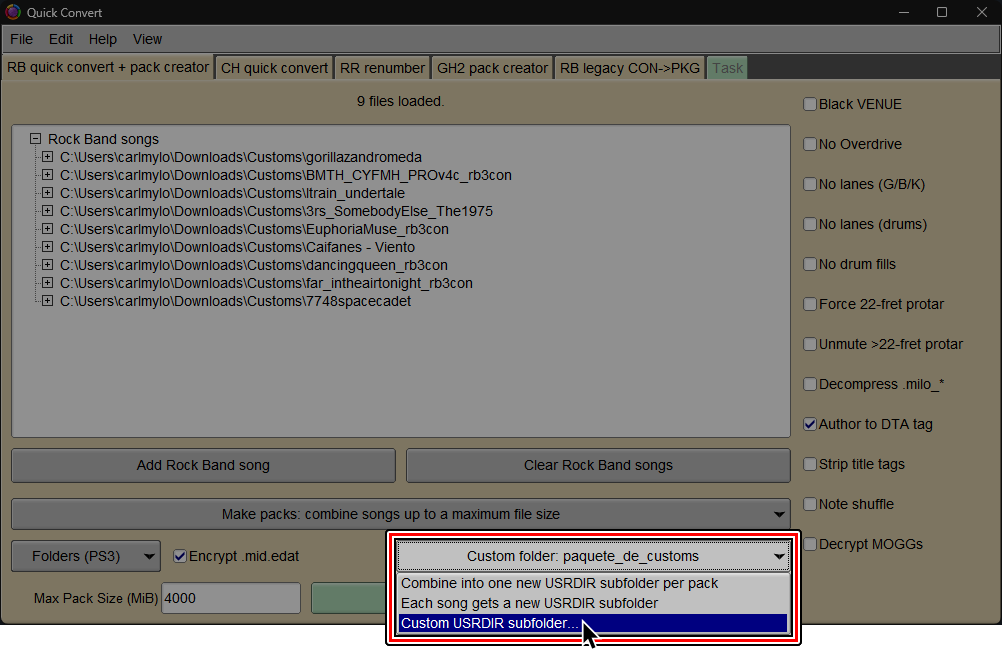 Quick Convert
File Edit Help View
RB quick convert + pack creator CH quick convert RR renumber GH2 pack creator RB legacy CON->PKG Task
9 files loaded.
Rock Band songs
C:\Users\carlmylo\Downloads\Customs\gorillazandromeda
C:\Users\carlmylo\Downloads\Customs\BMTH_CYFMH_PROv4c_rb3con
C:\Users\carlmylo\Downloads\Customs\ltrain_undertale
C:\Users\carlmylo\Downloads\Customs\3rs_SomebodyElse_The1975
C:\Users\carlmylo\Downloads\Customs\EuphoriaMuse_rb3con
C:\Users\carlmylo\Downloads\Customs\Caifanes - Viento
C:\Users\carlmylo\Downloads\Customs\dancingqueen_rb3con
C:\Users\carlmylo\Downloads\Customs\far_intheairtonight_rb3con
C:\Users\carlmylo\Downloads\Customs\7748spacecadet
Add Rock Band song Clear Rock Band songs
Make packs: combine songs up to a maximum file size
Folders (PS3) Encrypt .mid.edat
Custom folder: paquete_de_customs
Combine into one new USRDIR subfolder per pack
Each song gets a new USRDIR subfolder
Custom USRDIR subfolder...
Max Pack Size (MiB) 4000
Black VENUE
No Overdrive
No lanes (G/B/K)
No lanes (drums)
No drum fills
Force 22-fret protar
Unmute >22-fret protar
Decompress .milo_*
Author to DTA tag
Strip title tags
Note shuffle
Decrypt MOGGs